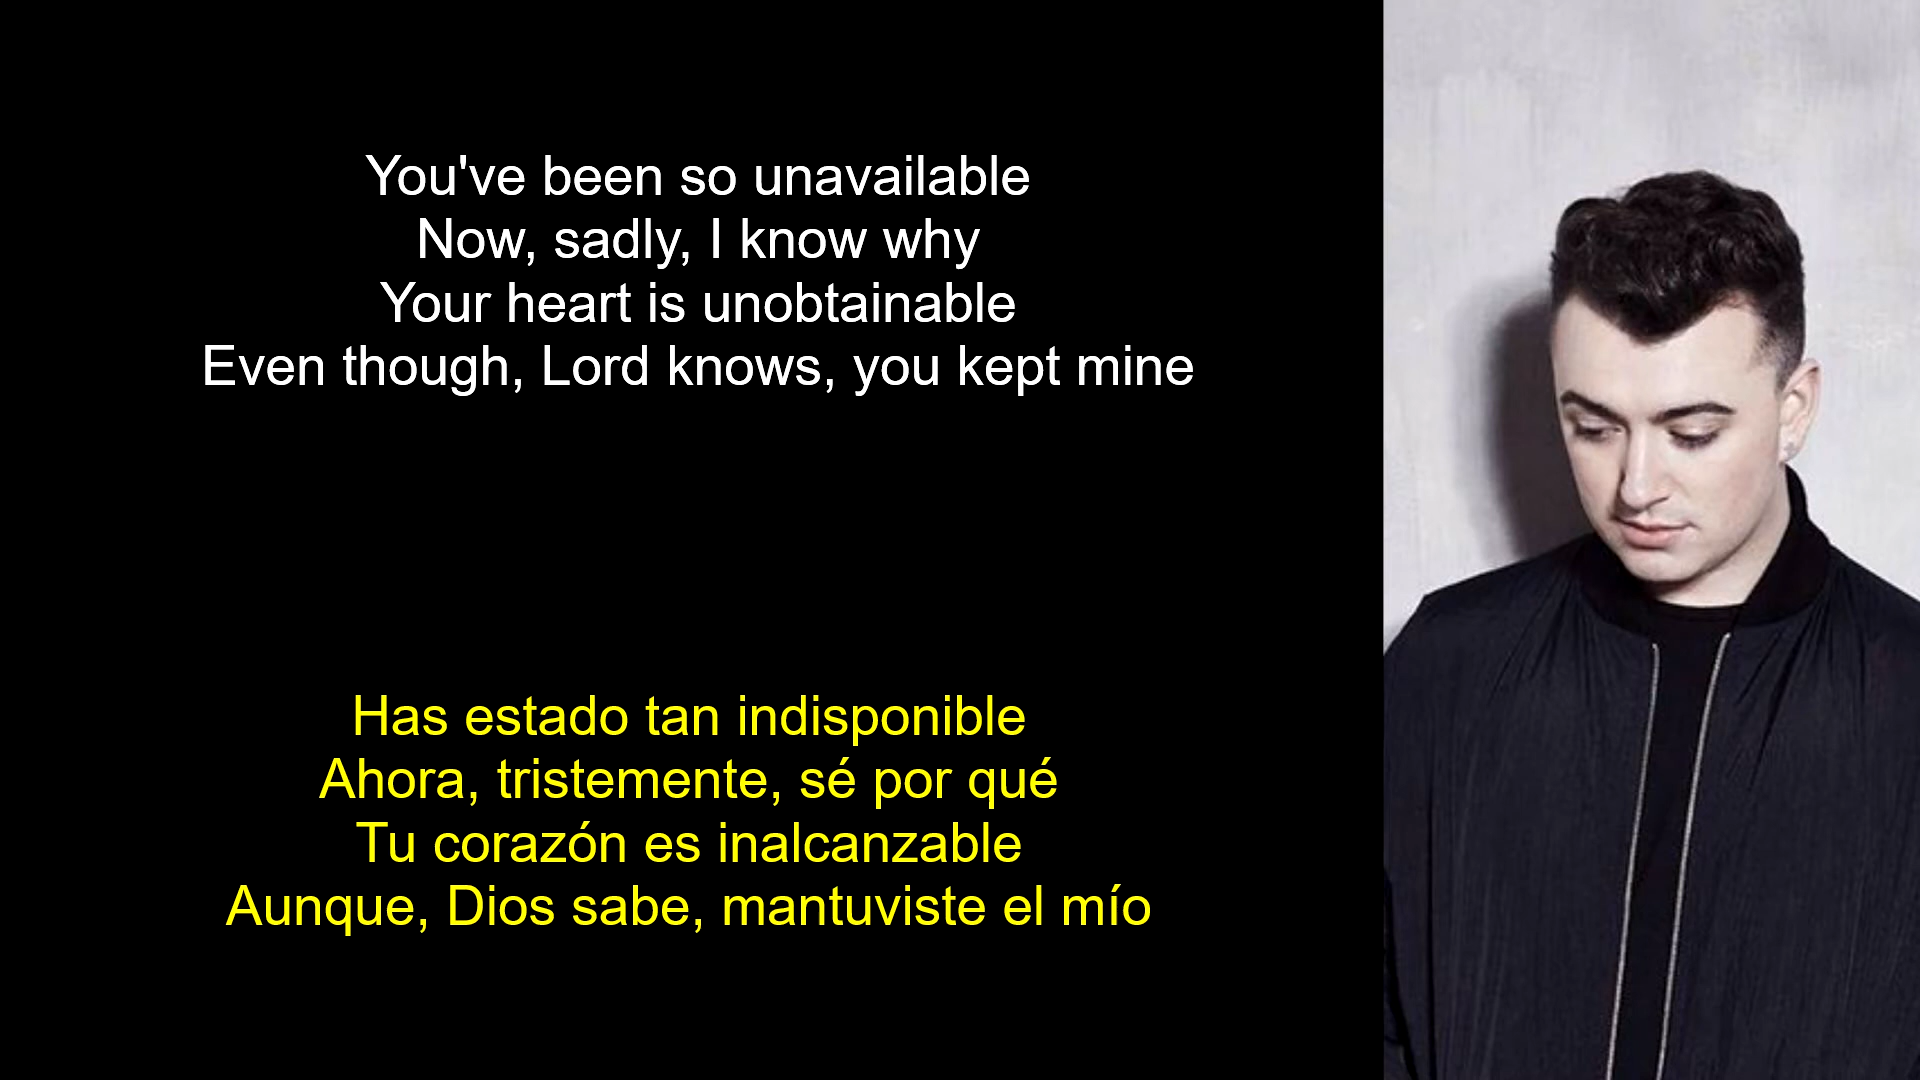 You've been so unavailable
Now, sadly, I know why
Your heart is unobtainable
Even though, Lord knows, you kept mine
Has estado tan indisponible
Ahora, tristemente, sé por qué
Tu corazón es inalcanzable
Aunque, Dios sabe, mantuviste el mío